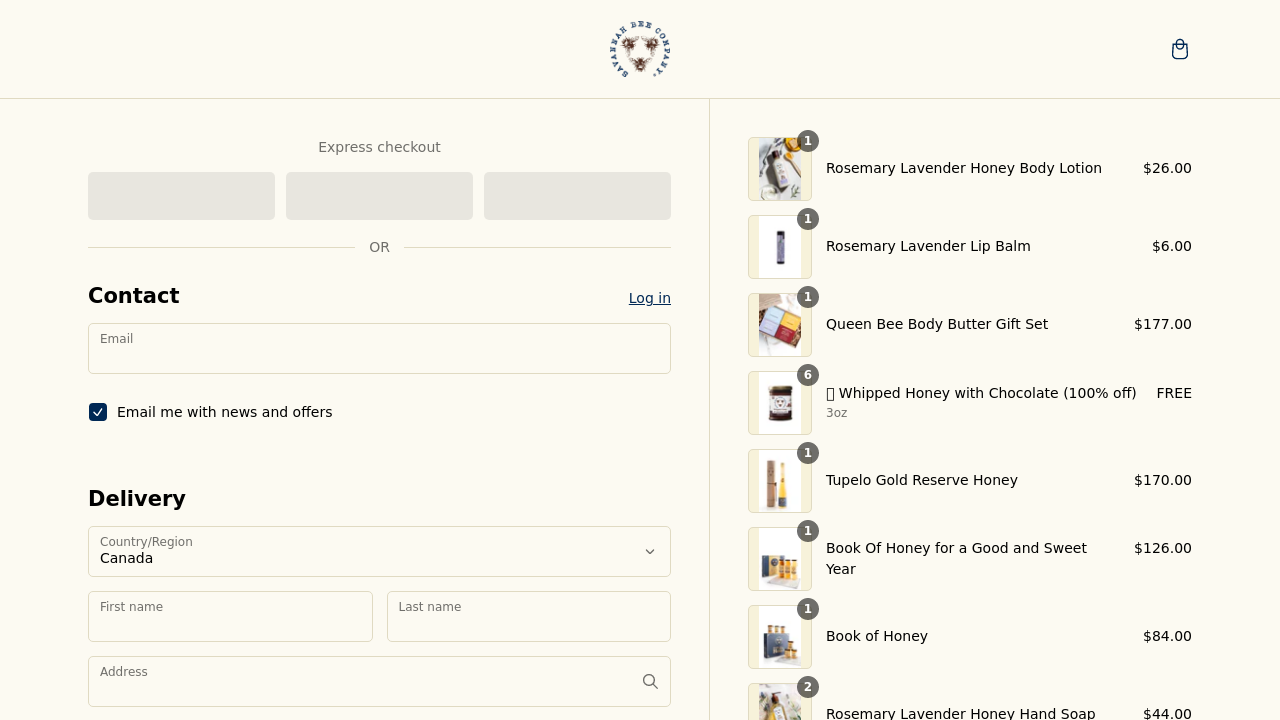 SAVANNAH BEE COMPANY
Express checkout
OR
Contact
Log in
Email
Email me with news and offers
Delivery
Country/Region
Canada
First name
Last name
Address
1
Rosemary Lavender Honey Body Lotion
$26.00
1
Rosemary Lavender Lip Balm
$6.00
1
Queen Bee Body Butter Gift Set
$177.00
6
Whipped Honey with Chocolate (100% off)
FREE
3oz
1
Tupelo Gold Reserve Honey
$170.00
1
Book Of Honey for a Good and Sweet
Year
$126.00
1
Book of Honey
$84.00
2
Rosemary Lavender Honey Hand Soap
$44.00